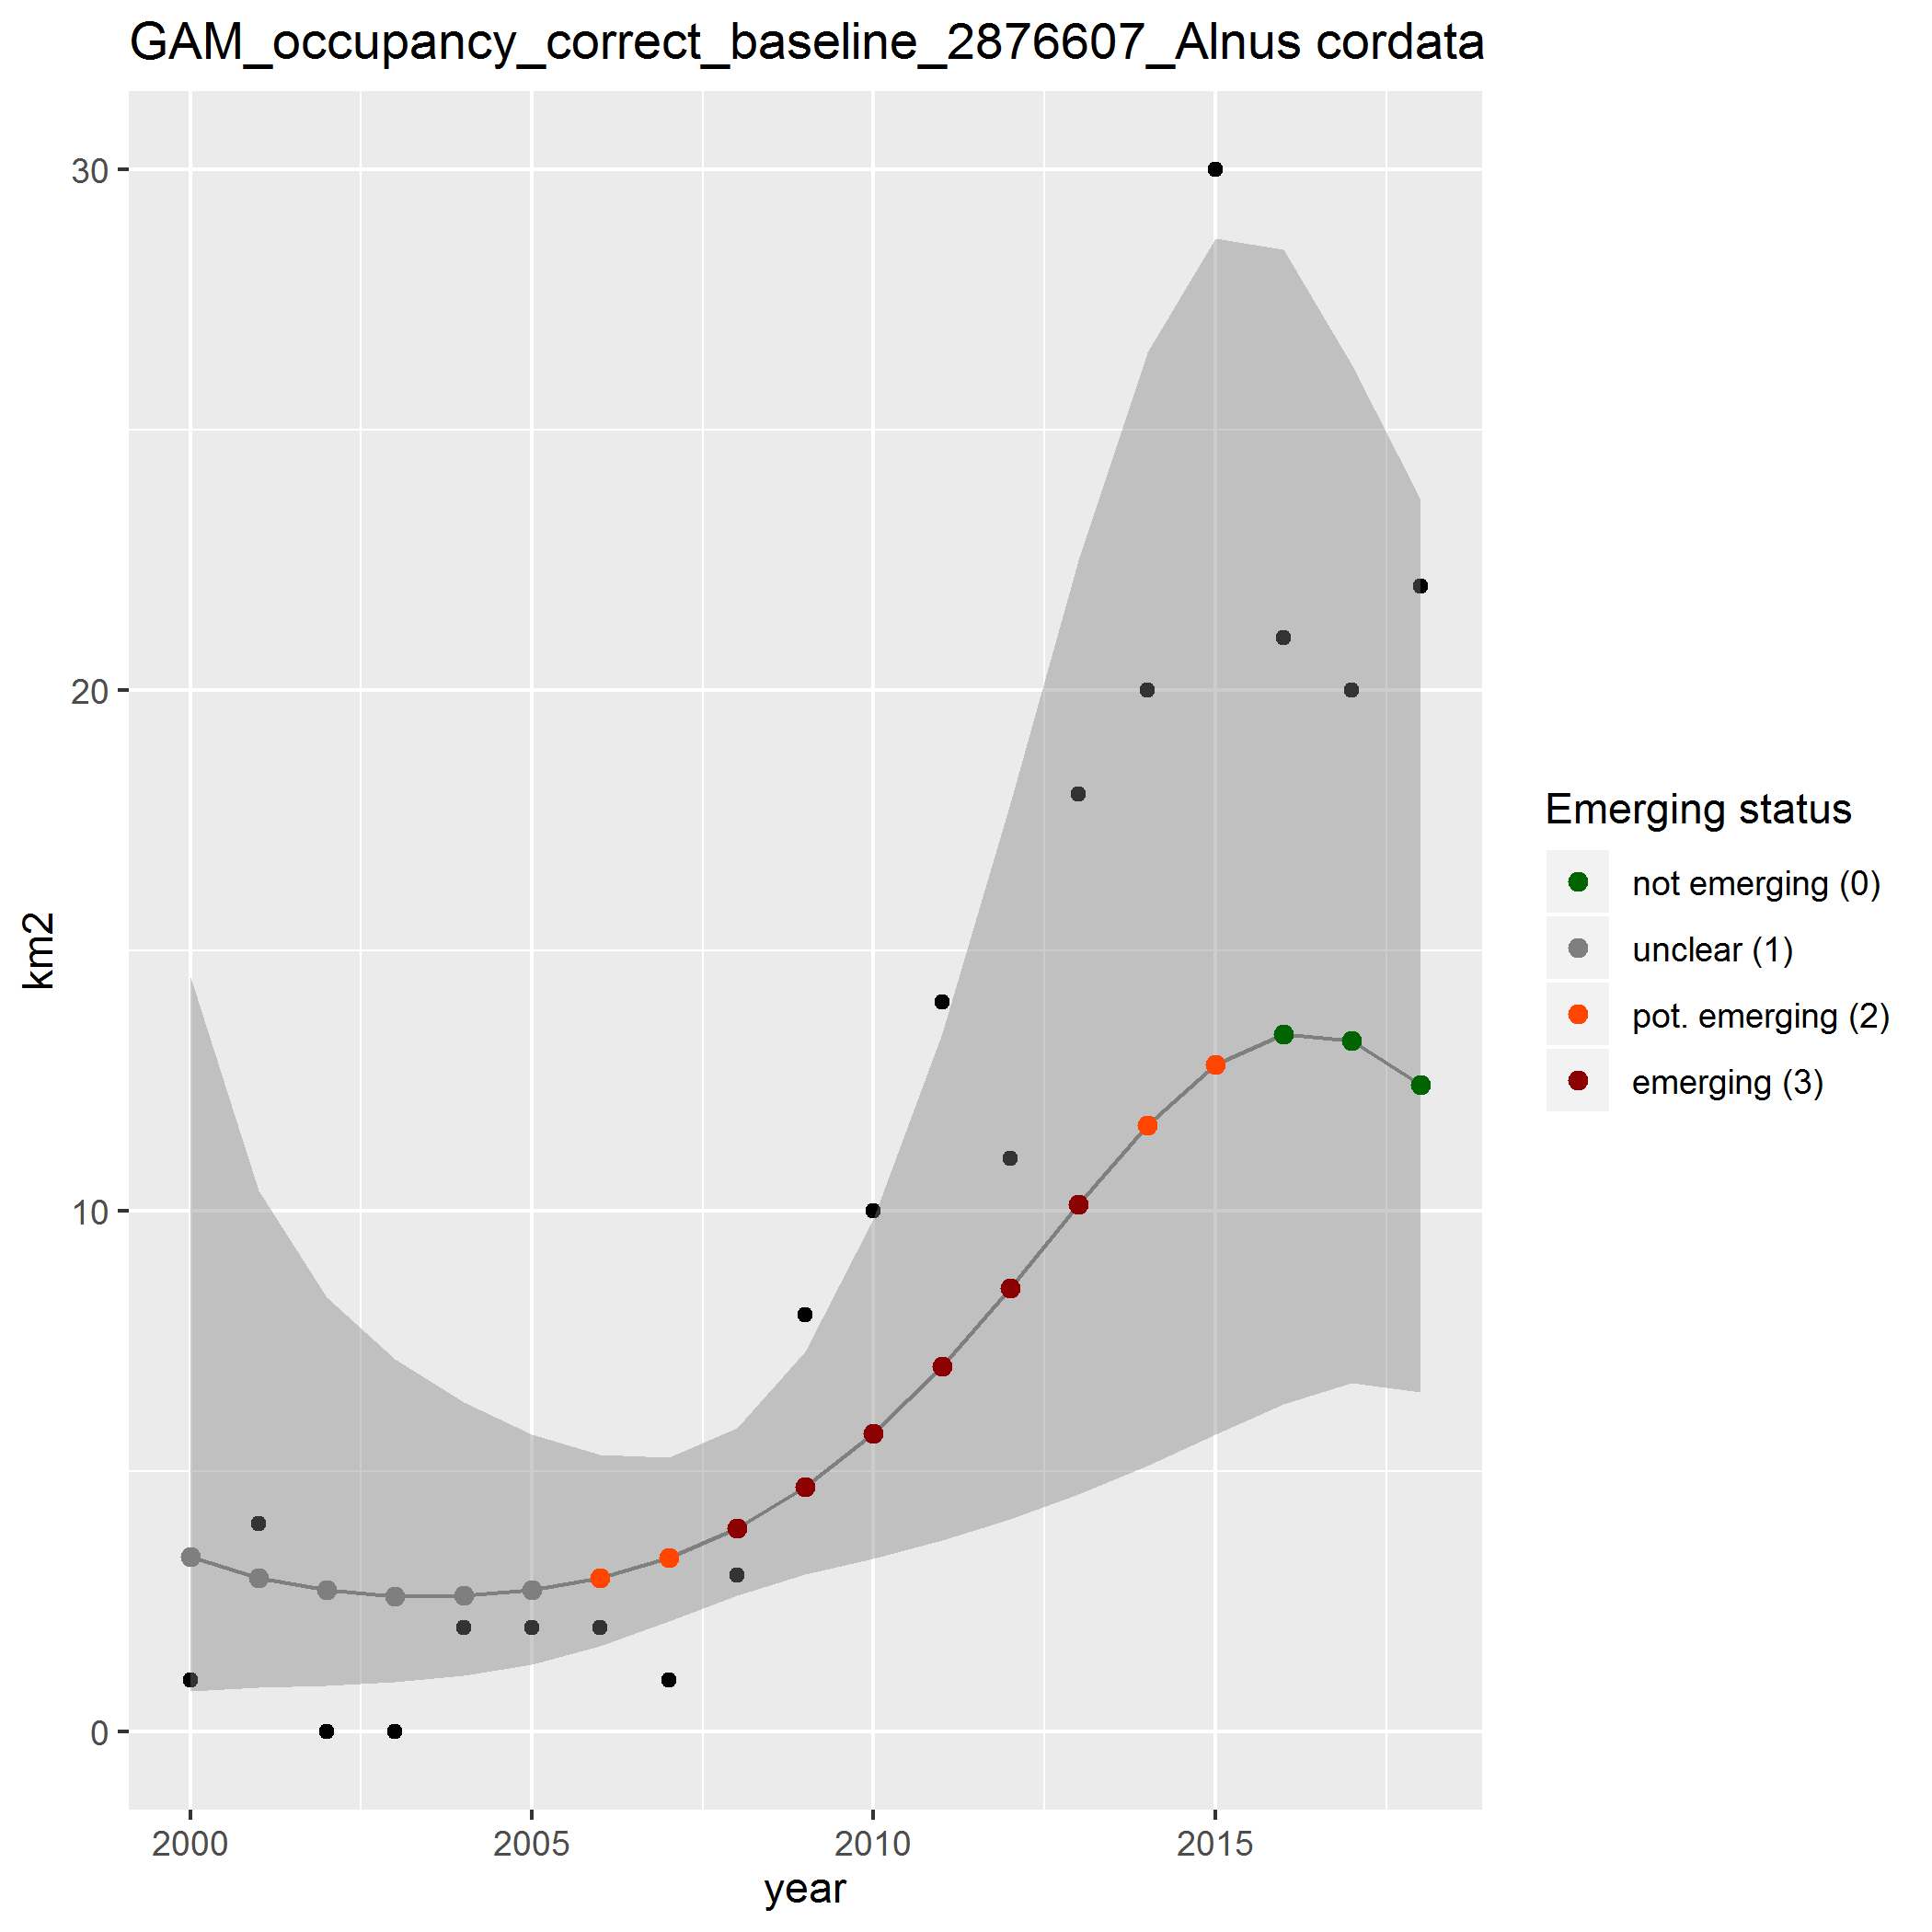 GAM_occupancy_correct_baseline_2876607_Alnus cordata
30
20
10
0
km2
2000
2005
2010
2015
year
Emerging status
not emerging (0)
unclear (1)
pot. emerging (2)
emerging (3)